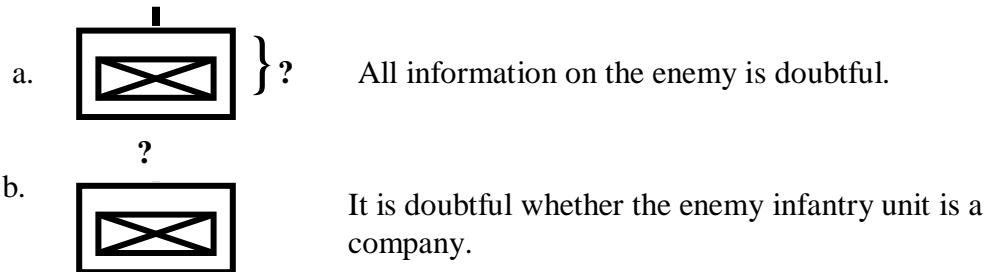 a. } ? All information on the enemy is doubtful.
?
b. It is doubtful whether the enemy infantry unit is a
company.